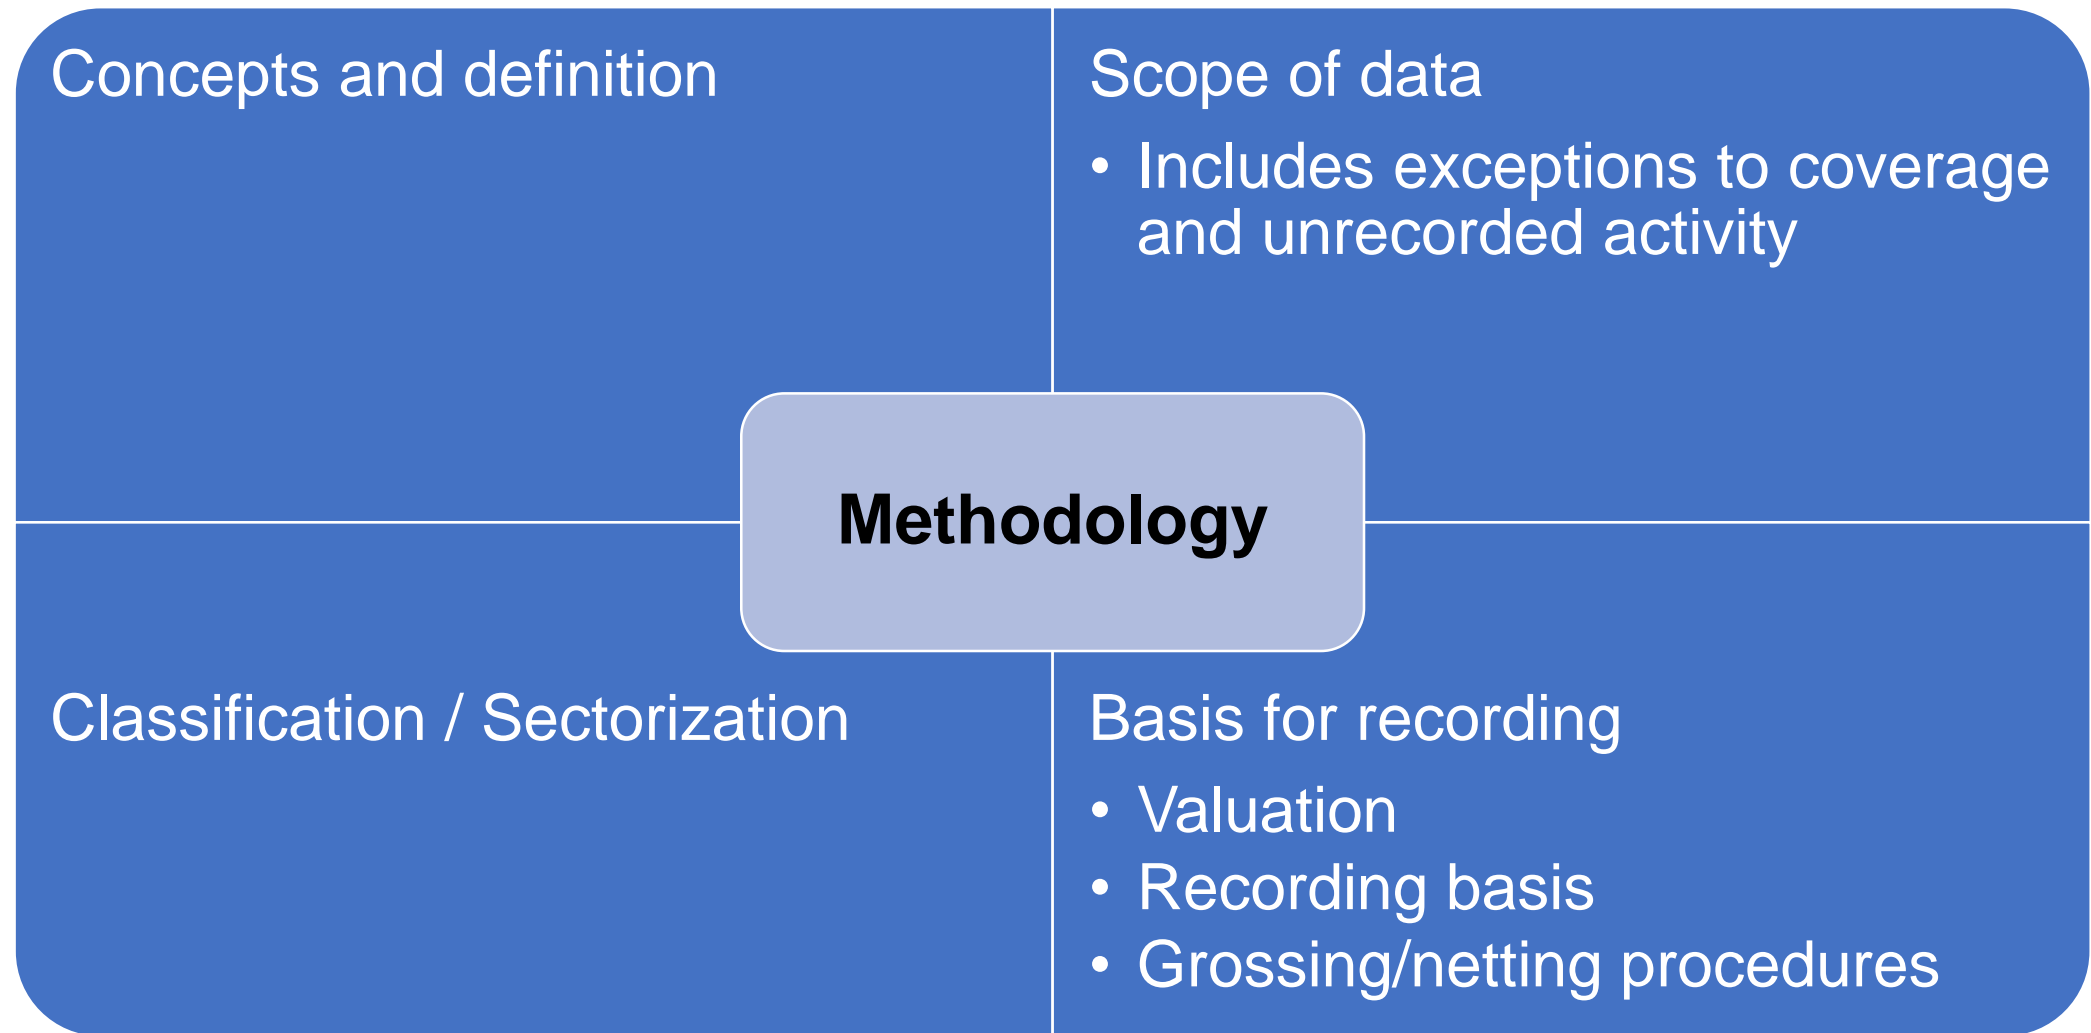 Concepts and definition
Scope of data
• Includes exceptions to coverage
and unrecorded activity
Methodology
Classification / Sectorization
Basis for recording
• Valuation
• Recording basis
• Grossing/netting procedures